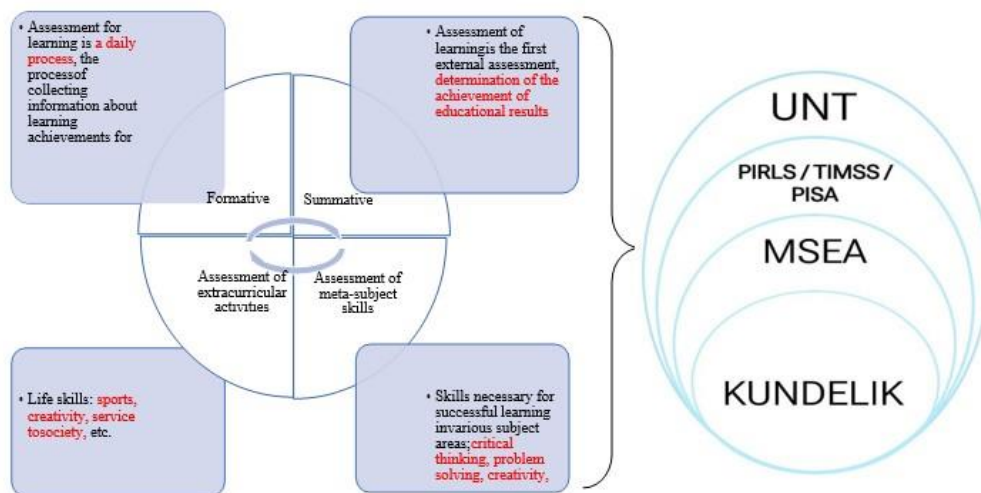 • Assessment for
learning is a daily
process, the
processof
collecting
information about
learning
achievements for
• Assessment of
learningis the first
external assessment,
determination of the
achievement of
educational results
Formative
Summative
Assessment of
extracurricular
activities
Assessment of
meta-subject
skills
• Life skills: sports,
creativity, service
tosociety, etc.
• Skills necessary for
successful learning
invarious subject
areas;critical
thinking, problem
solving, creativity,
UNT
PIRLS / TIMSS /
PISA
MSEA
KUNDELIK